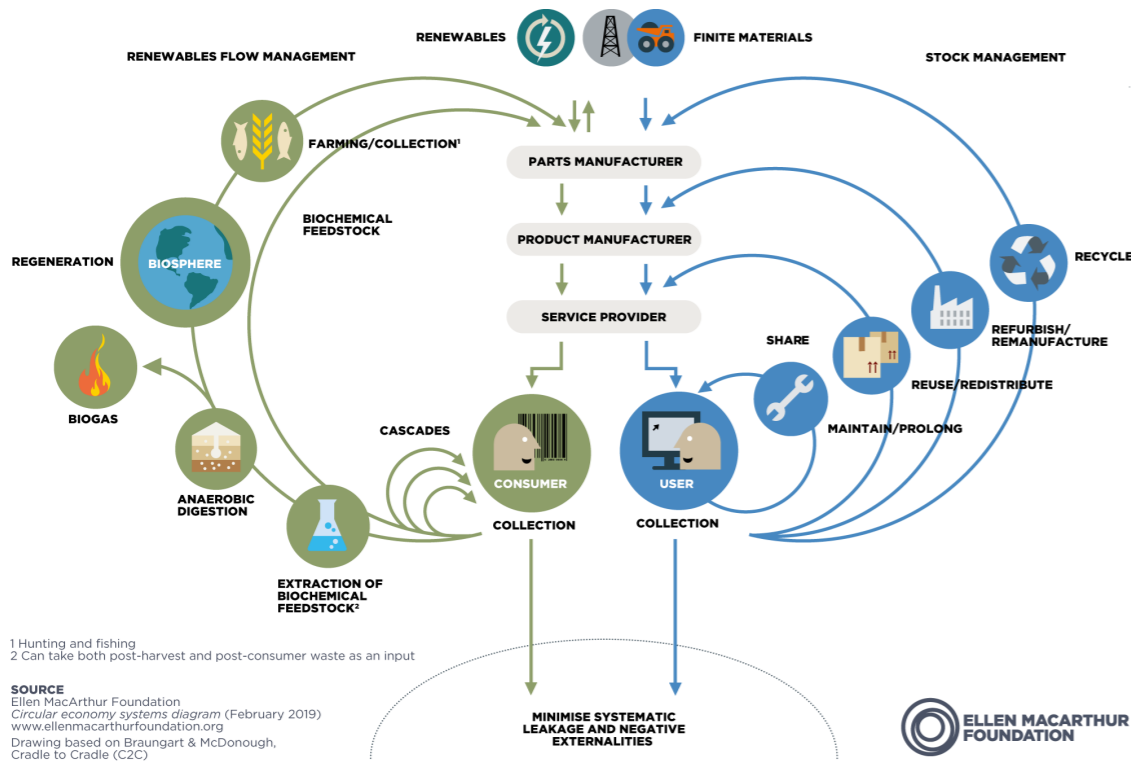 RENEWABLES
FINITE MATERIALS
RENEWABLES FLOW MANAGEMENT
STOCK MANAGEMENT
FARMING/COLLECTION¹
PARTS MANUFACTURER
BIOCHEMICAL
FEEDSTOCK
PRODUCT MANUFACTURER
REGENERATION
BIOSPHERE
RECYCLE
SERVICE PROVIDER
SHARE
REFURBISH/
REMANUFACTURE
REUSE/REDISTRIBUTE
BIOGAS
CASCADES
MAINTAIN/PROLONG
CONSUMER
USER
ANAEROBIC
DIGESTION
COLLECTION
COLLECTION
EXTRACTION OF
BIOCHEMICAL
FEEDSTOCK²
1 Hunting and fishing
2 Can take both post-harvest and post-consumer waste as an input
SOURCE
Ellen MacArthur Foundation
Circular economy systems diagram (February 2019)
www.ellenmacarthurfoundation.org
Drawing based on Braungart & McDonough,
Cradle to Cradle (C2C)
MINIMISE SYSTEMATIC
LEAKAGE AND NEGATIVE
EXTERNALITIES
ELLEN MACARTHUR
FOUNDATION